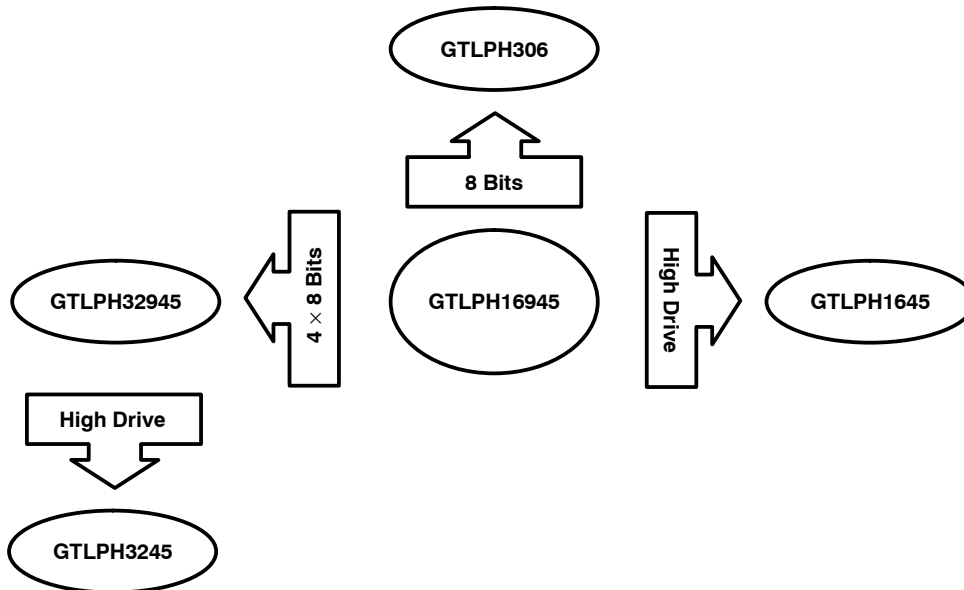 GTLPH306
8 Bits
GTLPH32945
4 × 8 Bits
GTLPH16945
High Drive
GTLPH1645
High Drive
GTLPH3245